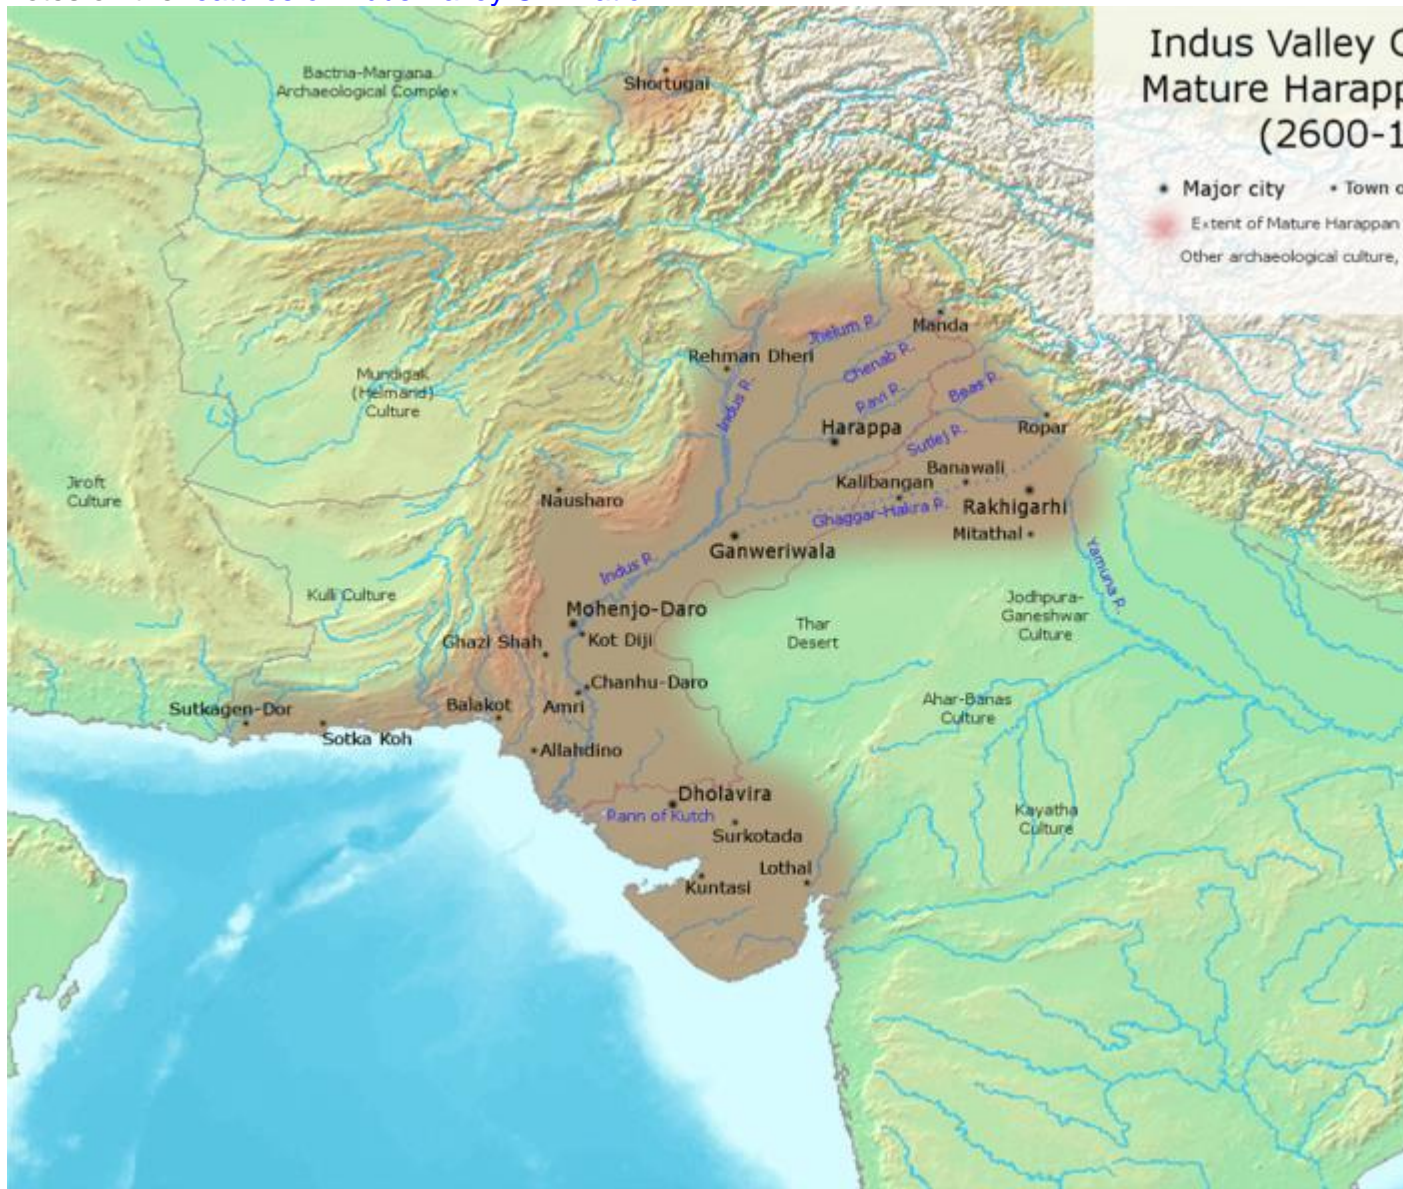 Indus Valley C
Mature Harapp
(2600-1
Major city
Town o
Extent of Mature Harappan
Other archaeological culture,
Bactria-Margiana
Archaeological Complex
Shortugai
Manda
Jhelum R.
Rehman Dheri
Chenab R.
Mundigak
(Helmand)
Culture
Indus R.
Ravi R.
Beas R.
Harappa
Ropar
Sutlej R.
Banawali
Kalibangan
Jiroft
Culture
Nausharo
Rakhigarhi
Ghaggar-Hakra R.
Mitathal
Ganweriwala
Yamuna R.
Indus R.
Kulli Culture
Mohenjo-Daro
Jodhpura-
Ganeshwar
Culture
Thar
Desert
Kot Diji
Ghazi Shah
Chanhu-Daro
Sutkagen-Dor
Balakot
Amri
Ahar-Banas
Culture
Sotka Koh
Allahdino
Dholavira
Rann of Kutch
Kayatha
Culture
Surkotada
Lothal
Kuntasi